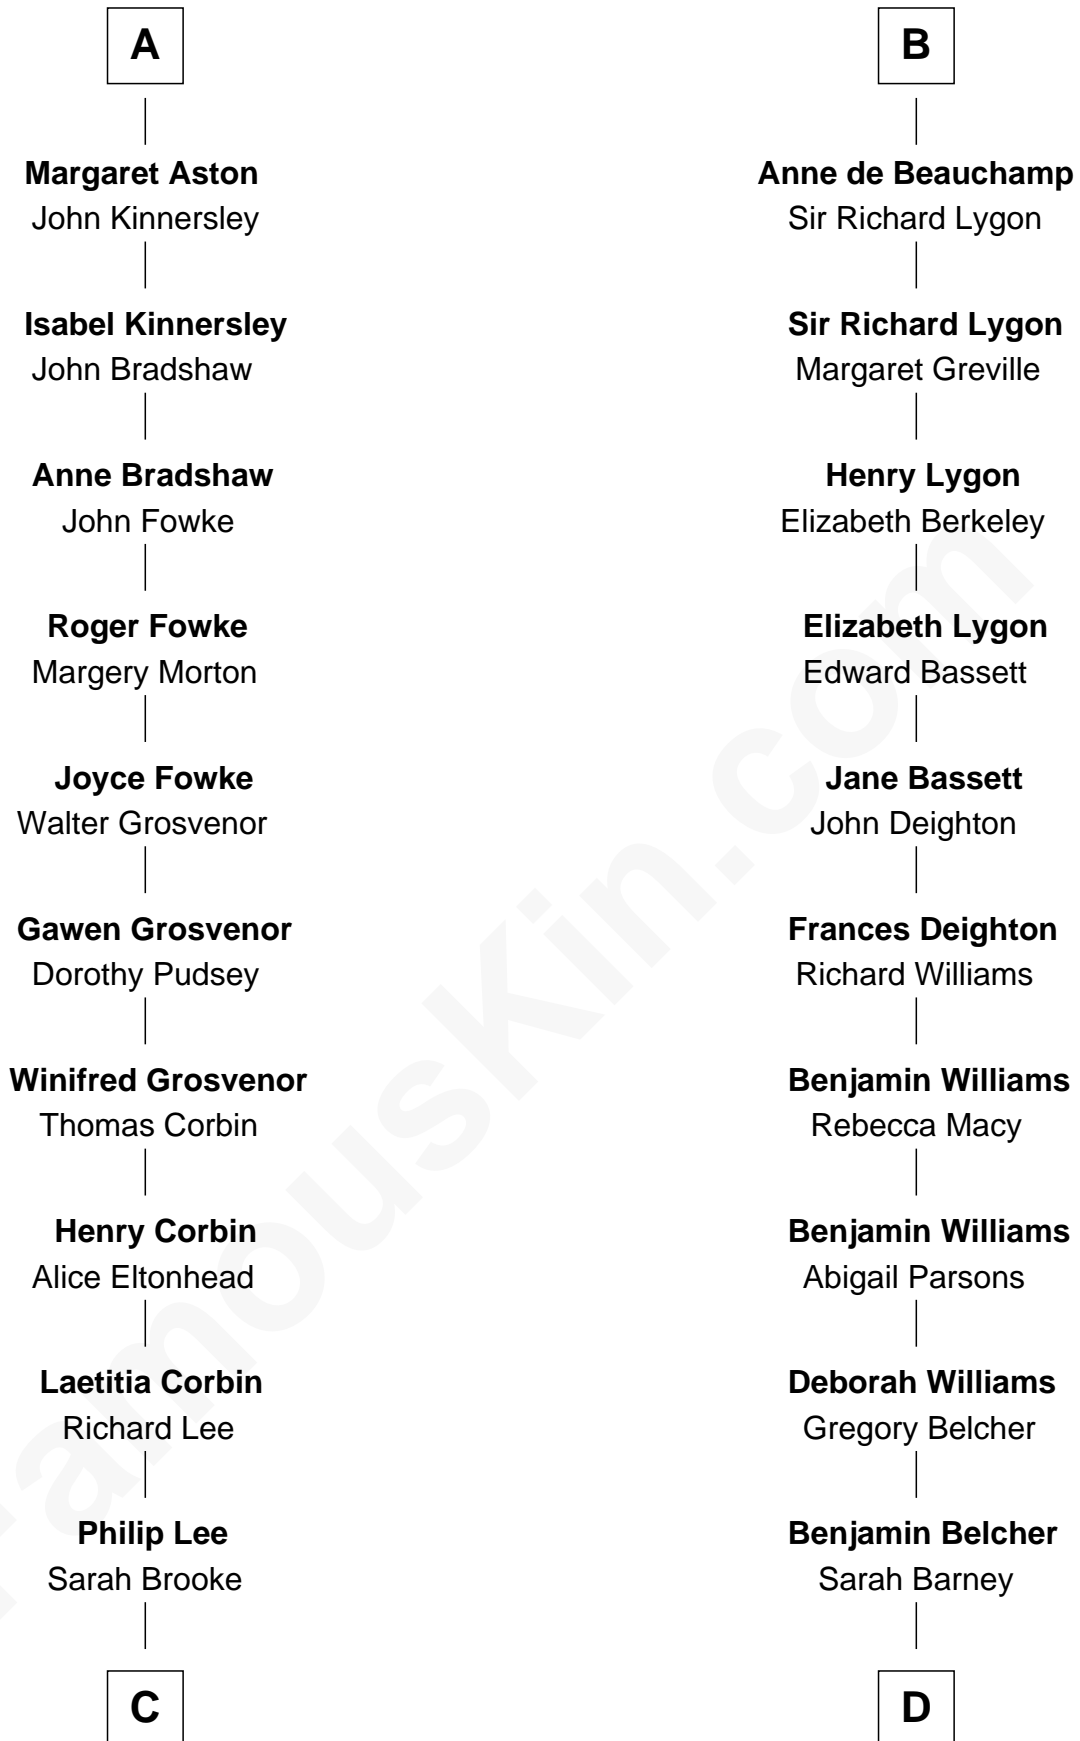 A
Margaret Aston
John Kinnersley
Isabel Kinnersley
John Bradshaw
Anne Bradshaw
John Fowke
Roger Fowke
Margery Morton
Joyce Fowke
Walter Grosvenor
Gawen Grosvenor
Dorothy Pudsey
Winifred Grosvenor
Thomas Corbin
Henry Corbin
Alice Eltonhead
Laetitia Corbin
Richard Lee
Philip Lee
Sarah Brooke
C
B
Anne de Beauchamp
Sir Richard Lygon
Sir Richard Lygon
Margaret Greville
Henry Lygon
Elizabeth Berkeley
Elizabeth Lygon
Edward Bassett
Jane Bassett
John Deighton
Frances Deighton
Richard Williams
Benjamin Williams
Rebecca Macy
Benjamin Williams
Abigail Parsons
Deborah Williams
Gregory Belcher
Benjamin Belcher
Sarah Barney
D
FamousKin.com